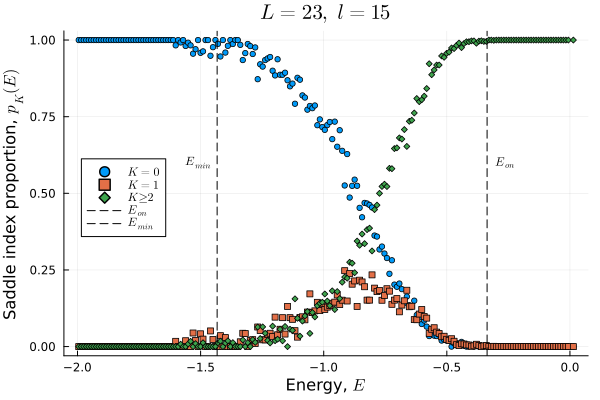 L = 23, l = 15
Saddle index proportion, p_K(E)
1.00
0.75
0.50
0.25
0.00
E_min
E_on
K = 0
K = 1
K≥2
E_on
E_min
−2.0 −1.5 −1.0 −0.5 0.0
Energy, E